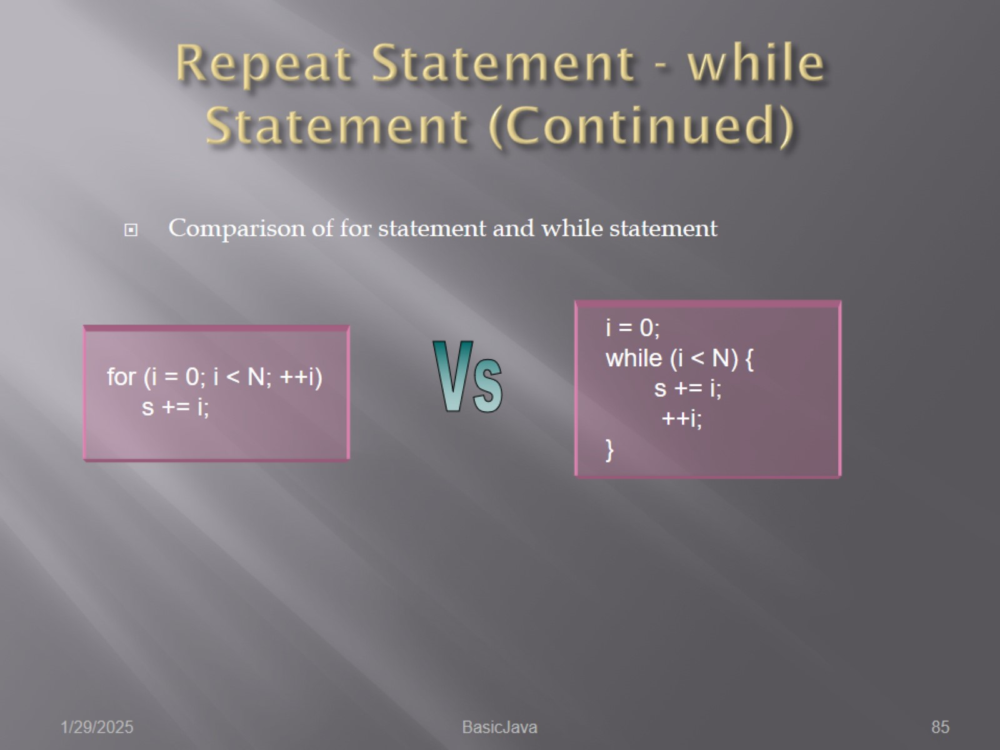 Repeat Statement - while
Statement (Continued)
Comparison of for statement and while statement
for (i = 0; i < N; ++i)
s += i;
Vs
i = 0;
while (i < N) {
s += i;
++i;
}
1/29/2025
BasicJava
85